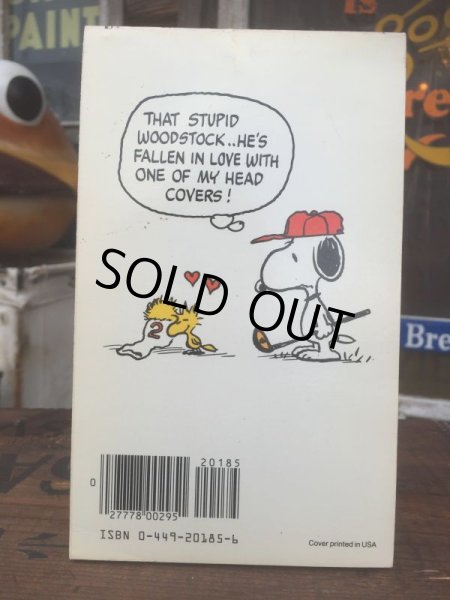 PAINT
THAT STUPID
WOODSTOCK..HE'S
FALLEN IN LOVE WITH
ONE OF MY HEAD
COVERS!
SOLD OUT
2
Bre
20185
0
27778 00295
ISBN 0-449-20185-6
Cover printed in USA